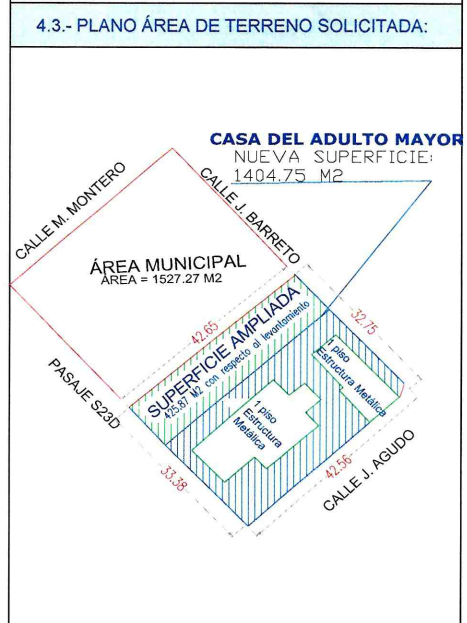 4.3.- PLANO ÁREA DE TERRENO SOLICITADA:
CASA DEL ADULTO MAYOR
NUEVA SUPERFICIE:
1404.75 M2
CALLE M. MONTERO
CALLE J. BARRETO
ÁREA MUNICIPAL
ÁREA = 1527.27 M2
42.65
32.75
SUPERFICIE AMPLIADA
425.87 M2 con respecto al levantamiento
PASAJE S23D
1 piso
Estructura Metálica
1 piso
Estructura
Metálica
33.38
42.56
CALLE J. AGUDO